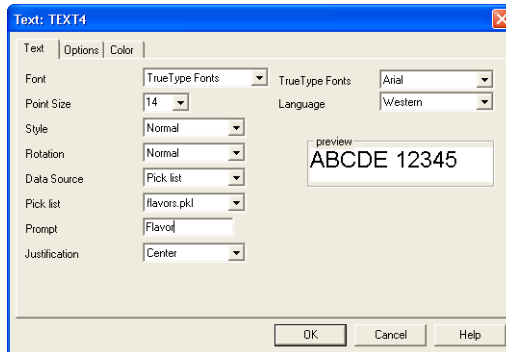 Text: TEXT4
Text Options Color
Font TrueType Fonts TrueType Fonts Arial
Point Size 14 Language Western
Style Normal
Rotation Normal
preview
ABCDE 12345
Data Source Pick list
Pick list flavors.pkl
Prompt Flavor
Justification Center
OK Cancel Help